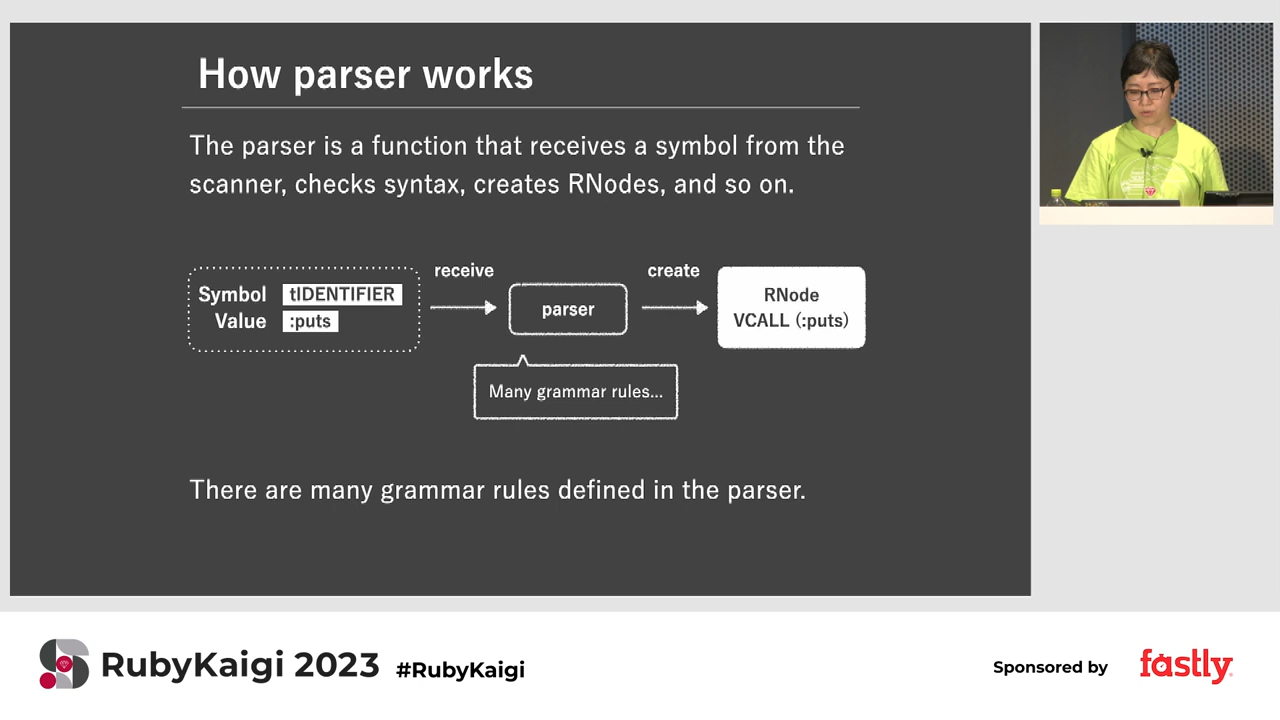 How parser works
The parser is a function that receives a symbol from the
scanner, checks syntax, creates RNodes, and so on.
Symbol tIDENTIFIER
Value :puts
receive
parser
create
RNode
VCALL (:puts)
Many grammar rules...
There are many grammar rules defined in the parser.
RubyKaigi 2023 #RubyKaigi
Sponsored by fastly